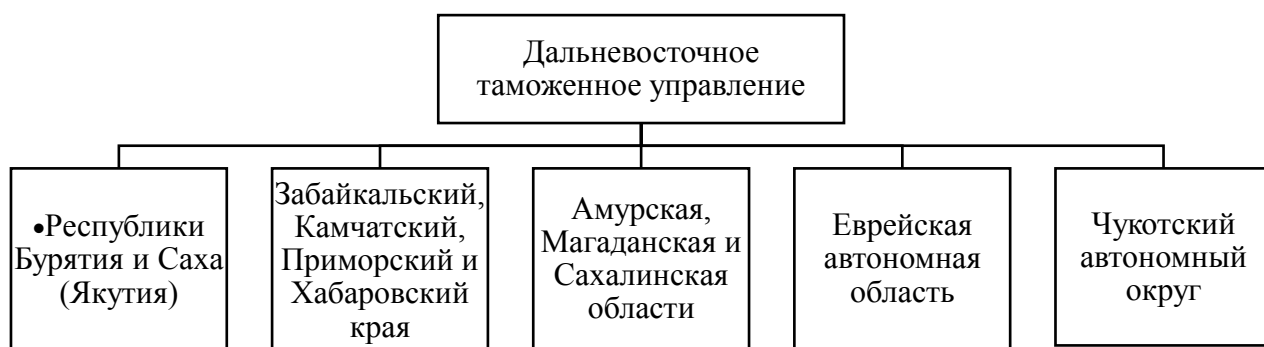 Дальневосточное
таможенное управление
•Республики
Бурятия и Саха
(Якутия)
Забайкальский,
Камчатский,
Приморский и
Хабаровский
края
Амурская,
Магаданская и
Сахалинская
области
Еврейская
автономная
область
Чукотский
автономный
округ